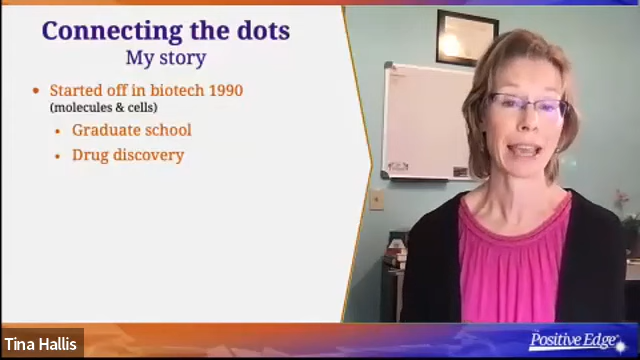 Connecting the dots
My story
• Started off in biotech 1990
(molecules & cells)
• Graduate school
• Drug discovery
Tina Hallis
The
Positive Edge